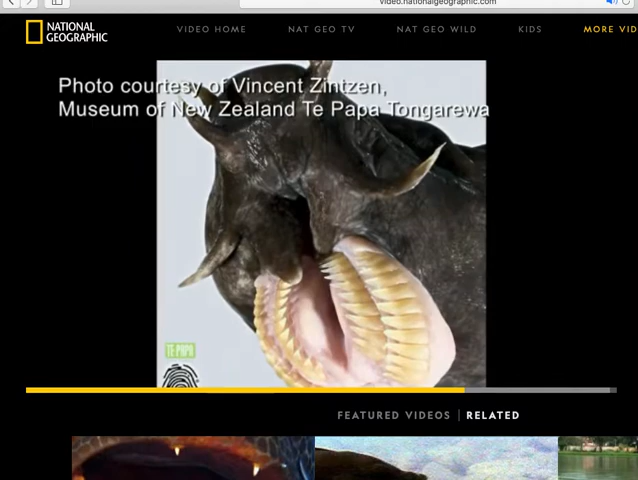 video.nationalgeographic.com
NATIONAL
GEOGRAPHIC
VIDEO HOME
NAT GEO TV
NAT GEO WILD
KIDS
MORE VID
Photo courtesy of Vincent Zintzen,
Museum of New Zealand Te Papa Tongarewa
TE PAPA
FEATURED VIDEOS | RELATED